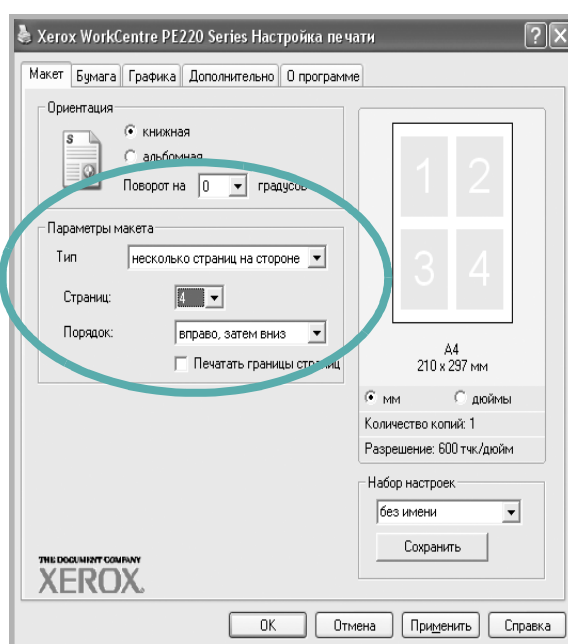 Xerox WorkCentre PE220 Series Настройка печати
Макет Бумага Графика Дополнительно О программе
Ориентация
S
книжная
альбомная
Поворот на 0 градусов
Параметры макета
Тип несколько страниц на стороне
Страниц: 4
Порядок: вправо, затем вниз
Печатать границы страниц
1 2
3 4
A4
210 x 297 мм
мм дюймы
Количество копий: 1
Разрешение: 600 тчк/дюйм
Набор настроек
без имени
Сохранить
THE DOCUMENT COMPANY
XEROX.
OK Отмена Применить Справка